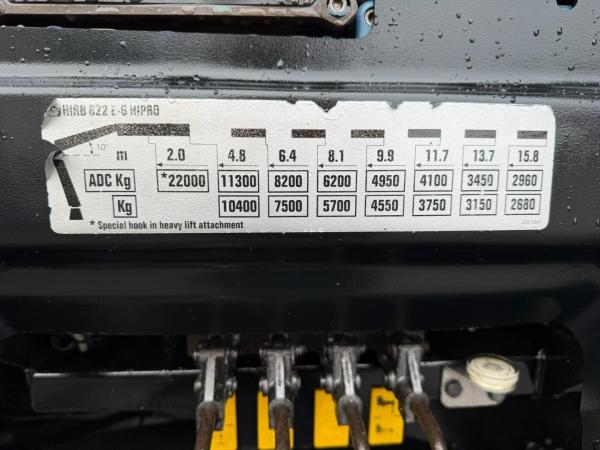 HIAB 622 E-6 HIPRO
10°
m 2.0 4.8 6.4 8.1 9.9 11.7 13.7 15.8
ADC Kg *22000 11300 8200 6200 4950 4100 3450 2960
Kg 10400 7500 5700 4550 3750 3150 2680
* Special hook in heavy lift attachment